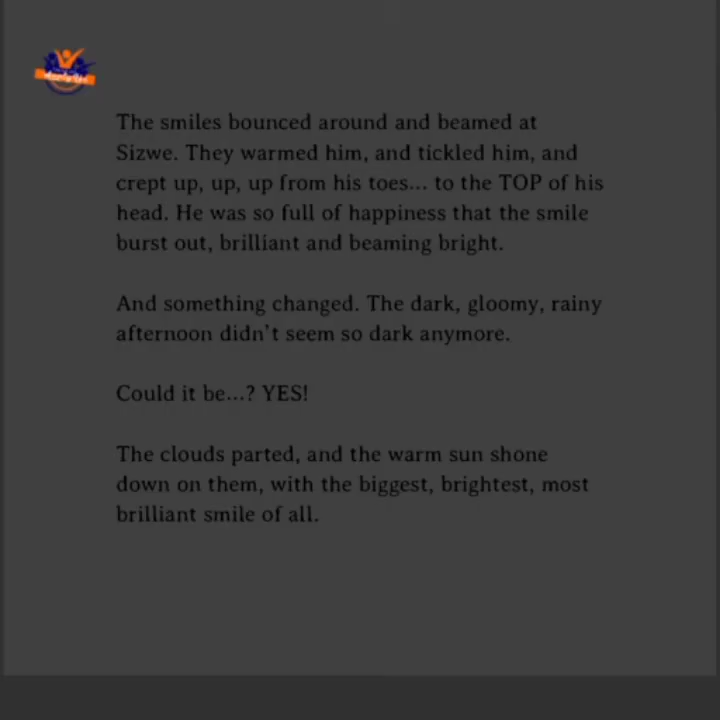 The smiles bounced around and beamed at
Sizwe. They warmed him, and tickled him, and
crept up, up, up from his toes... to the TOP of his
head. He was so full of happiness that the smile
burst out, brilliant and beaming bright.
And something changed. The dark, gloomy, rainy
afternoon didn't seem so dark anymore.
Could it be...? YES!
The clouds parted, and the warm sun shone
down on them, with the biggest, brightest, most
brilliant smile of all.